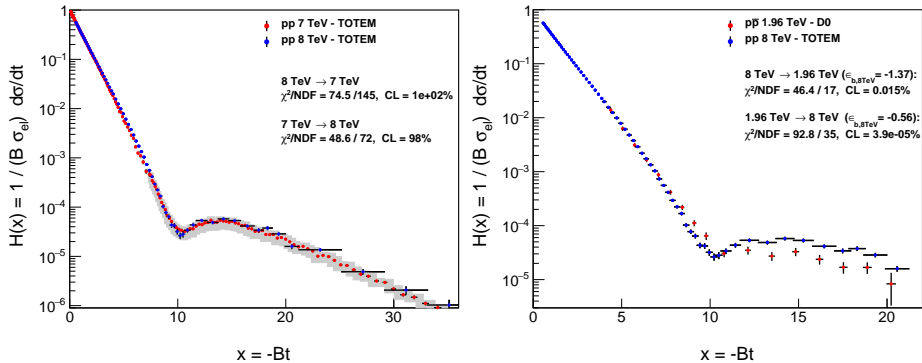 pp 7 TeV - TOTEM
pp 8 TeV - TOTEM
8 TeV → 7 TeV
χ²/NDF = 74.5 /145, CL = 1e+02%
7 TeV → 8 TeV
χ²/NDF = 48.6 / 72, CL = 98%
H(x) = 1 / (B σ_el) dσ/dt
1
10⁻¹
10⁻²
10⁻³
10⁻⁴
10⁻⁵
10⁻⁶
0 10 20 30
x = -Bt
pp̄ 1.96 TeV - D0
pp 8 TeV - TOTEM
8 TeV → 1.96 TeV (ε_b,8TeV= -1.37):
χ²/NDF = 46.4 / 17, CL = 0.015%
1.96 TeV → 8 TeV (ε_b,8TeV= -0.56):
χ²/NDF = 92.8 / 35, CL = 3.9e-05%
H(x) = 1 / (B σ_el) dσ/dt
1
10⁻¹
10⁻²
10⁻³
10⁻⁴
10⁻⁵
0 5 10 15 20
x = -Bt